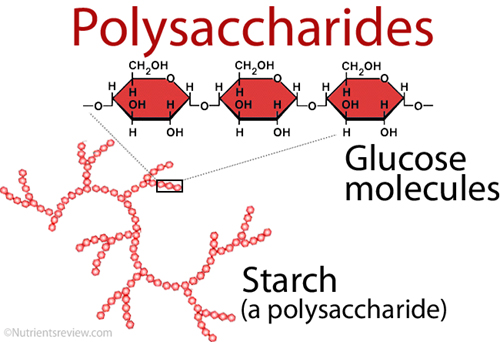 Polysaccharides
CH2OH CH2OH CH2OH
H O H H O H H O H
H H H
O OH H O OH H O OH H O
H OH H OH H OH
Glucose
molecules
Starch
(a polysaccharide)
©Nutrientsreview.com